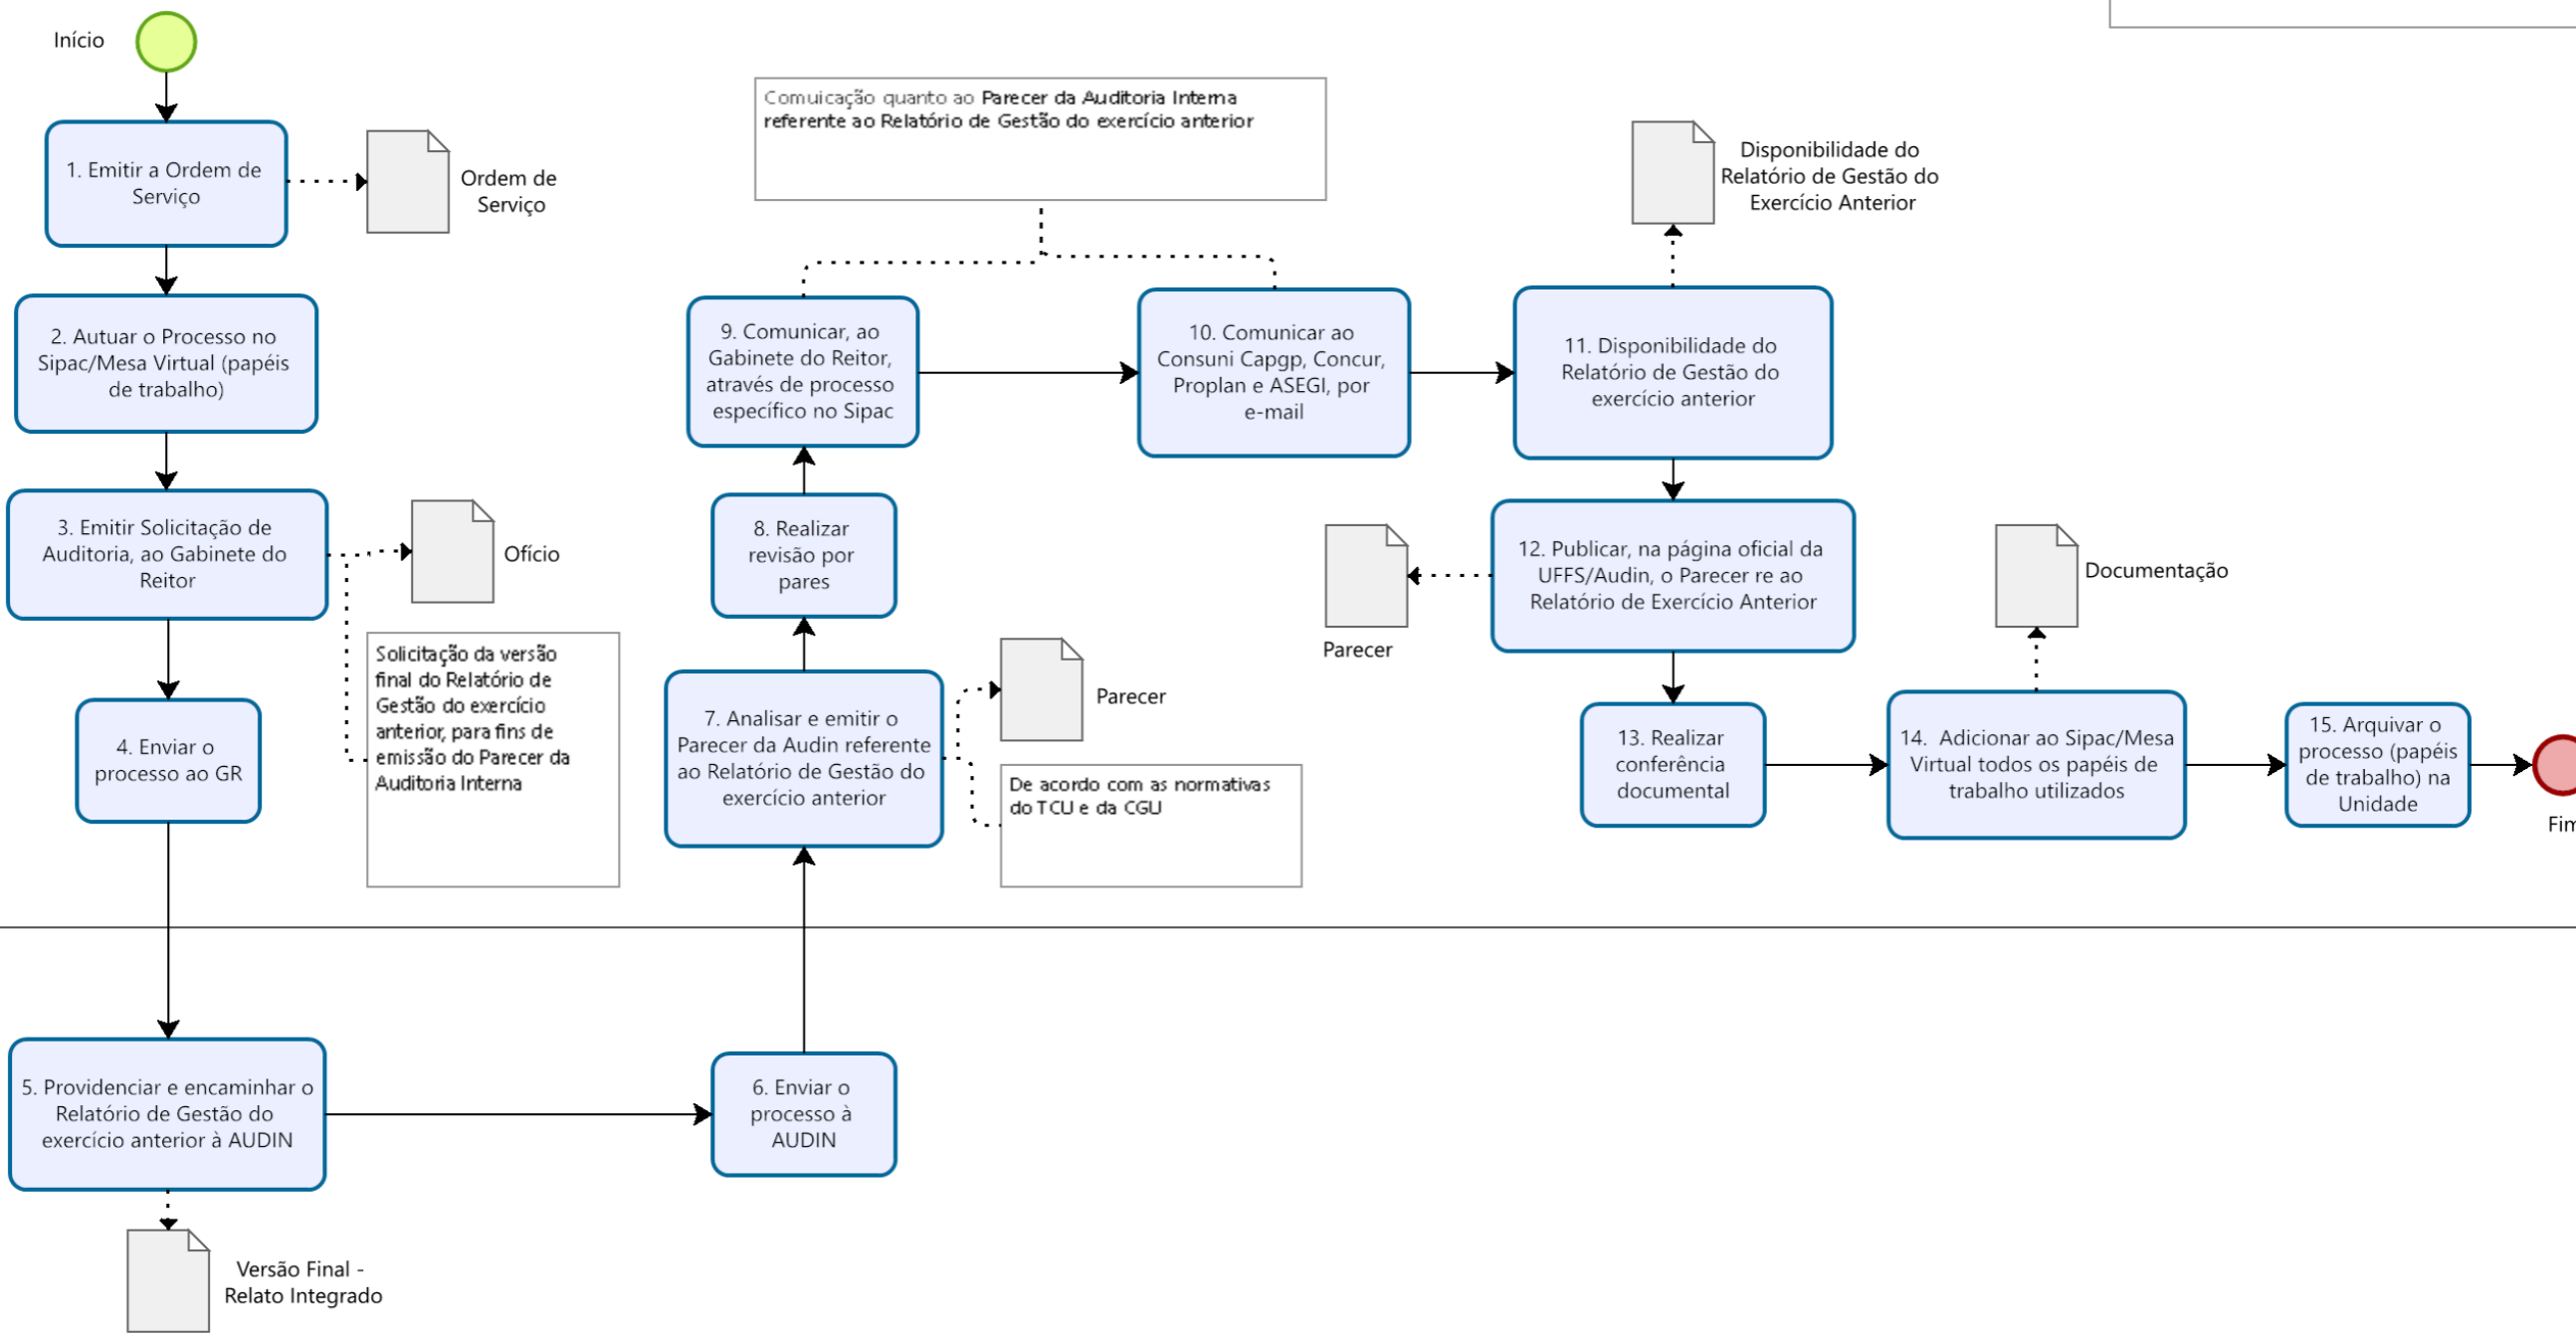 Início
1. Emitir a Ordem de
Serviço
Ordem de
Serviço
2. Autuar o Processo no
Sipac/Mesa Virtual (papéis
de trabalho)
3. Emitir Solicitação de
Auditoria, ao Gabinete do
Reitor
Ofício
Solicitação da versão
final do Relatório de
Gestão do exercício
anterior, para fins de
emissão do Parecer da
Auditoria Interna
4. Enviar o
processo ao GR
5. Providenciar e encaminhar o
Relatório de Gestão do
exercício anterior à AUDIN
Versão Final -
Relato Integrado
6. Enviar o
processo à
AUDIN
7. Analisar e emitir o
Parecer da Audin referente
ao Relatório de Gestão do
exercício anterior
Parecer
De acordo com as normativas
do TCU e da CGU
8. Realizar
revisão por
pares
9. Comunicar, ao
Gabinete do Reitor,
através de processo
específico no Sipac
Comuicação quanto ao Parecer da Auditoria Interna
referente ao Relatório de Gestão do exercício anterior
10. Comunicar ao
Consuni Capgp, Concur,
Proplan e ASEGI, por
e-mail
11. Disponibilidade do
Relatório de Gestão do
exercício anterior
Disponibilidade do
Relatório de Gestão do
Exercício Anterior
12. Publicar, na página oficial da
UFFS/Audin, o Parecer re ao
Relatório de Exercício Anterior
Parecer
13. Realizar
conferência
documental
14. Adicionar ao Sipac/Mesa
Virtual todos os papéis de
trabalho utilizados
Documentação
15. Arquivar o
processo (papéis
de trabalho) na
Unidade
Fim